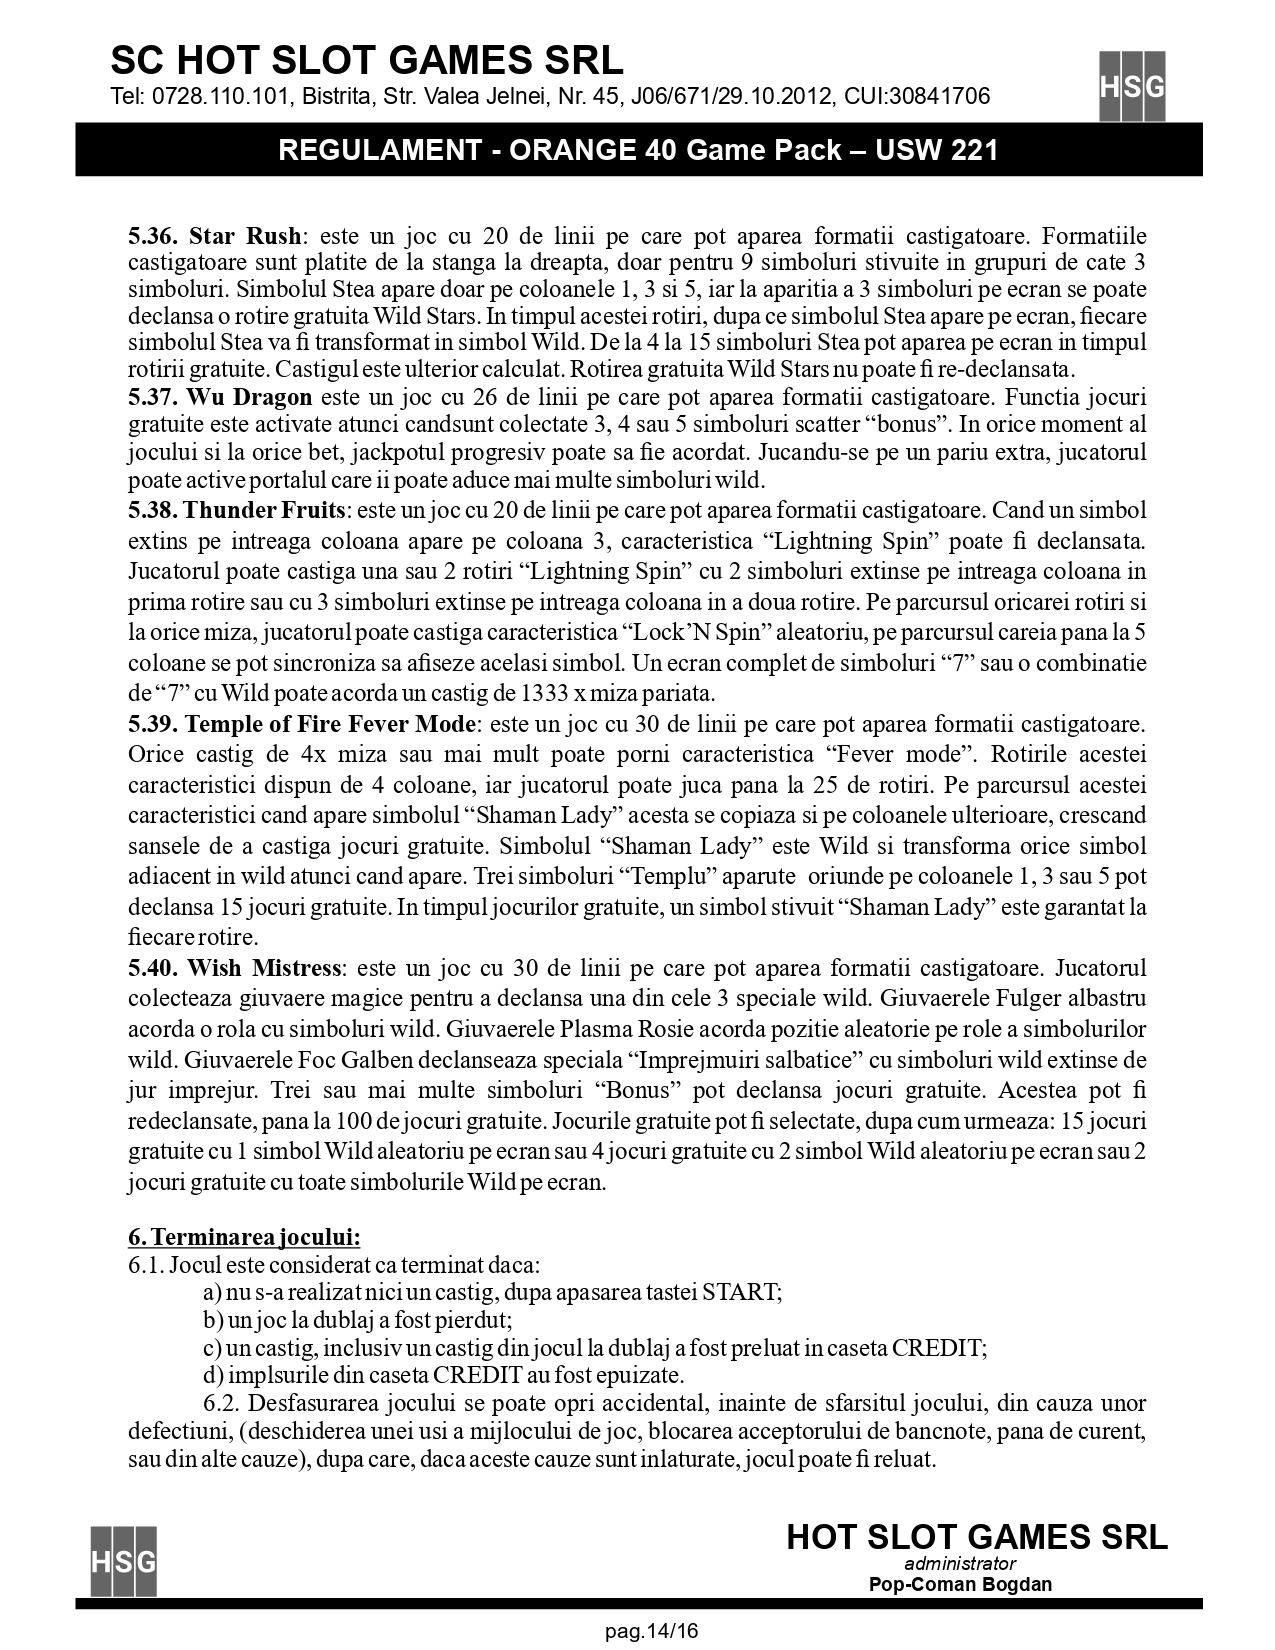 SC HOT SLOT GAMES SRL
Tel: 0728.110.101, Bistrita, Str. Valea Jelnei, Nr. 45, J06/671/29.10.2012, CUI:30841706
HSG
REGULAMENT - ORANGE 40 Game Pack – USW 221
5.36. Star Rush: este un joc cu 20 de linii pe care pot aparea formatii castigatoare. Formatiile
castigatoare sunt platite de la stanga la dreapta, doar pentru 9 simboluri stivuite in grupuri de cate 3
simboluri. Simbolul Stea apare doar pe coloanele 1, 3 si 5, iar la aparitia a 3 simboluri pe ecran se poate
declansa o rotire gratuita Wild Stars. In timpul acestei rotiri, dupa ce simbolul Stea apare pe ecran, fiecare
simbolul Stea va fi transformat in simbol Wild. De la 4 la 15 simboluri Stea pot aparea pe ecran in timpul
rotirii gratuite. Castigul este ulterior calculat. Rotirea gratuita Wild Stars nu poate fi re-declansata.
5.37. Wu Dragon este un joc cu 26 de linii pe care pot aparea formatii castigatoare. Functia jocuri
gratuite este activate atunci candsunt colectate 3, 4 sau 5 simboluri scatter “bonus”. In orice moment al
jocului si la orice bet, jackpotul progresiv poate sa fie acordat. Jucandu-se pe un pariu extra, jucatorul
poate active portalul care ii poate aduce mai multe simboluri wild.
5.38. Thunder Fruits: este un joc cu 20 de linii pe care pot aparea formatii castigatoare. Cand un simbol
extins pe intreaga coloana apare pe coloana 3, caracteristica “Lightning Spin” poate fi declansata.
Jucatorul poate castiga una sau 2 rotiri “Lightning Spin” cu 2 simboluri extinse pe intreaga coloana in
prima rotire sau cu 3 simboluri extinse pe intreaga coloana in a doua rotire. Pe parcursul oricarei rotiri si
la orice miza, jucatorul poate castiga caracteristica “Lock’N Spin” aleatoriu, pe parcursul careia pana la 5
coloane se pot sincroniza sa afiseze acelasi simbol. Un ecran complet de simboluri “7” sau o combinatie
de “7” cu Wild poate acorda un castig de 1333 x miza pariata.
5.39. Temple of Fire Fever Mode: este un joc cu 30 de linii pe care pot aparea formatii castigatoare.
Orice castig de 4x miza sau mai mult poate porni caracteristica “Fever mode”. Rotirile acestei
caracteristici dispun de 4 coloane, iar jucatorul poate juca pana la 25 de rotiri. Pe parcursul acestei
caracteristici cand apare simbolul “Shaman Lady” acesta se copiaza si pe coloanele ulterioare, crescand
sansele de a castiga jocuri gratuite. Simbolul “Shaman Lady” este Wild si transforma orice simbol
adiacent in wild atunci cand apare. Trei simboluri “Templu” aparute oriunde pe coloanele 1, 3 sau 5 pot
declansa 15 jocuri gratuite. In timpul jocurilor gratuite, un simbol stivuit “Shaman Lady” este garantat la
fiecare rotire.
5.40. Wish Mistress: este un joc cu 30 de linii pe care pot aparea formatii castigatoare. Jucatorul
colecteaza giuvaere magice pentru a declansa una din cele 3 speciale wild. Giuvaerele Fulger albastru
acorda o rola cu simboluri wild. Giuvaerele Plasma Rosie acorda pozitie aleatorie pe role a simbolurilor
wild. Giuvaerele Foc Galben declanseaza speciala “Imprejmuiri salbatice” cu simboluri wild extinse de
jur imprejur. Trei sau mai multe simboluri “Bonus” pot declansa jocuri gratuite. Acestea pot fi
redeclansate, pana la 100 de jocuri gratuite. Jocurile gratuite pot fi selectate, dupa cum urmeaza: 15 jocuri
gratuite cu 1 simbol Wild aleatoriu pe ecran sau 4 jocuri gratuite cu 2 simbol Wild aleatoriu pe ecran sau 2
jocuri gratuite cu toate simbolurile Wild pe ecran.
6. Terminarea jocului:
6.1. Jocul este considerat ca terminat daca:
a) nu s-a realizat nici un castig, dupa apasarea tastei START;
b) un joc la dublaj a fost pierdut;
c) un castig, inclusiv un castig din jocul la dublaj a fost preluat in caseta CREDIT;
d) implsurile din caseta CREDIT au fost epuizate.
6.2. Desfasurarea jocului se poate opri accidental, inainte de sfarsitul jocului, din cauza unor
defectiuni, (deschiderea unei usi a mijlocului de joc, blocarea acceptorului de bancnote, pana de curent,
sau din alte cauze), dupa care, daca aceste cauze sunt inlaturate, jocul poate fi reluat.
HSG
HOT SLOT GAMES SRL
administrator
Pop-Coman Bogdan
pag.14/16